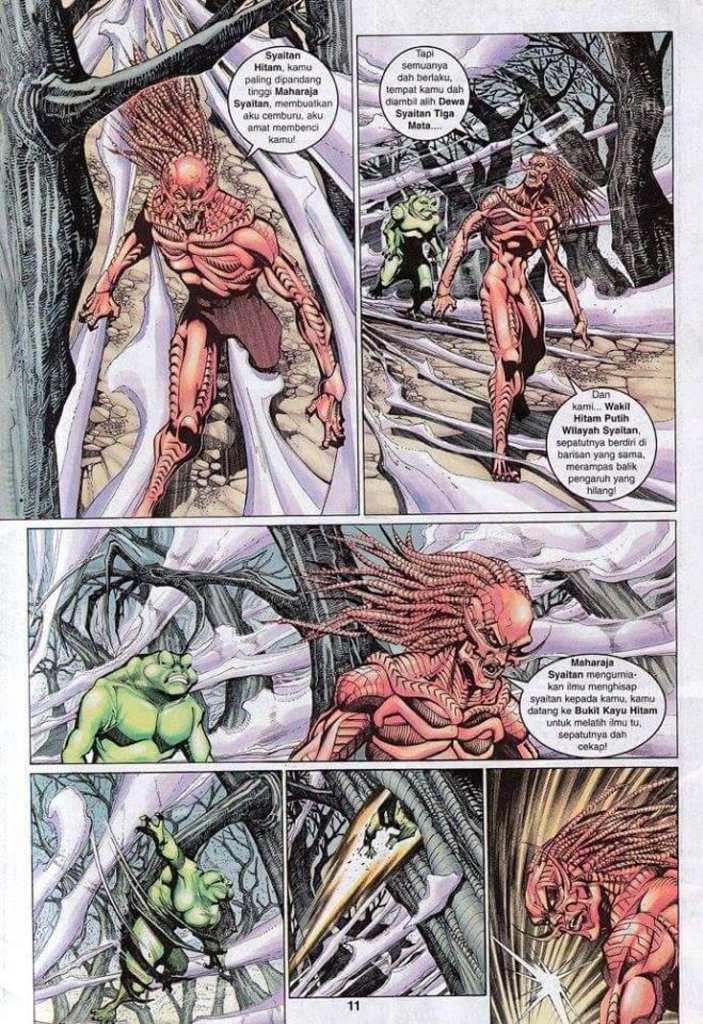 Syaitan
Hitam, kamu
paling dipandang
tinggi Maharaja
Syaitan, membuatkan
aku cemburu, aku
amat membenci
kamu!
Tapi
semuanya
dah berlaku,
tempat kamu dah
diambil alih Dewa
Syaitan Tiga
Mata....
Dan
kami... Wakil
Hitam Putih
Wilayah Syaitan,
sepatutnya berdiri di
barisan yang sama,
merampas balik
pengaruh yang
hilang!
Maharaja
Syaitan mengurnia-
kan ilmu menghisap
syaitan kepada kamu, kamu
datang ke Bukit Kayu Hitam
untuk melatih ilmu tu,
sepatutnya dah
cekap!
11